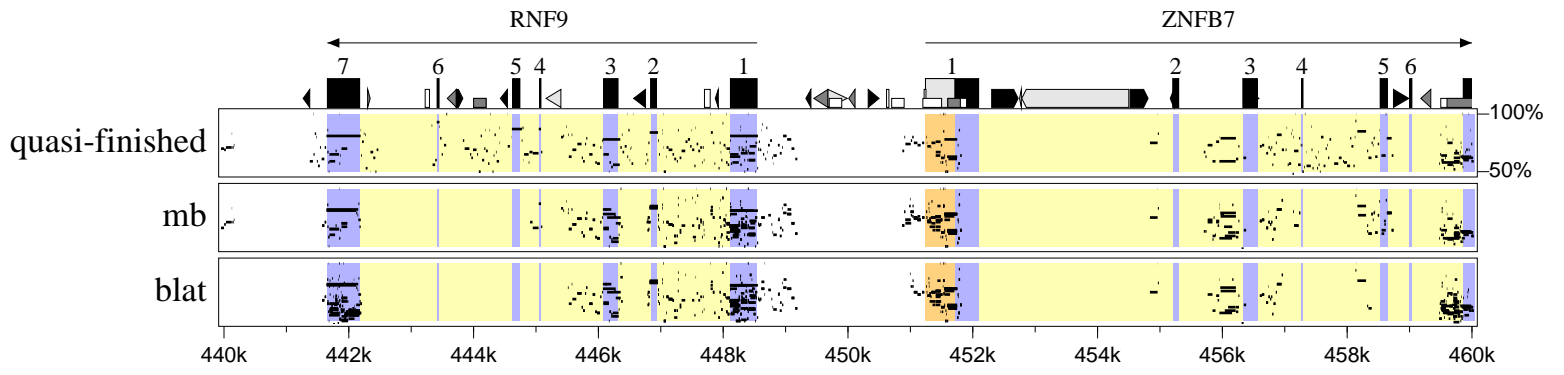 RNF9 ZNFB7
7 6 5 4 3 2 1 1 2 3 4 5 6
100%
quasi-finished
50%
mb
blat
440k 442k 444k 446k 448k 450k 452k 454k 456k 458k 460k